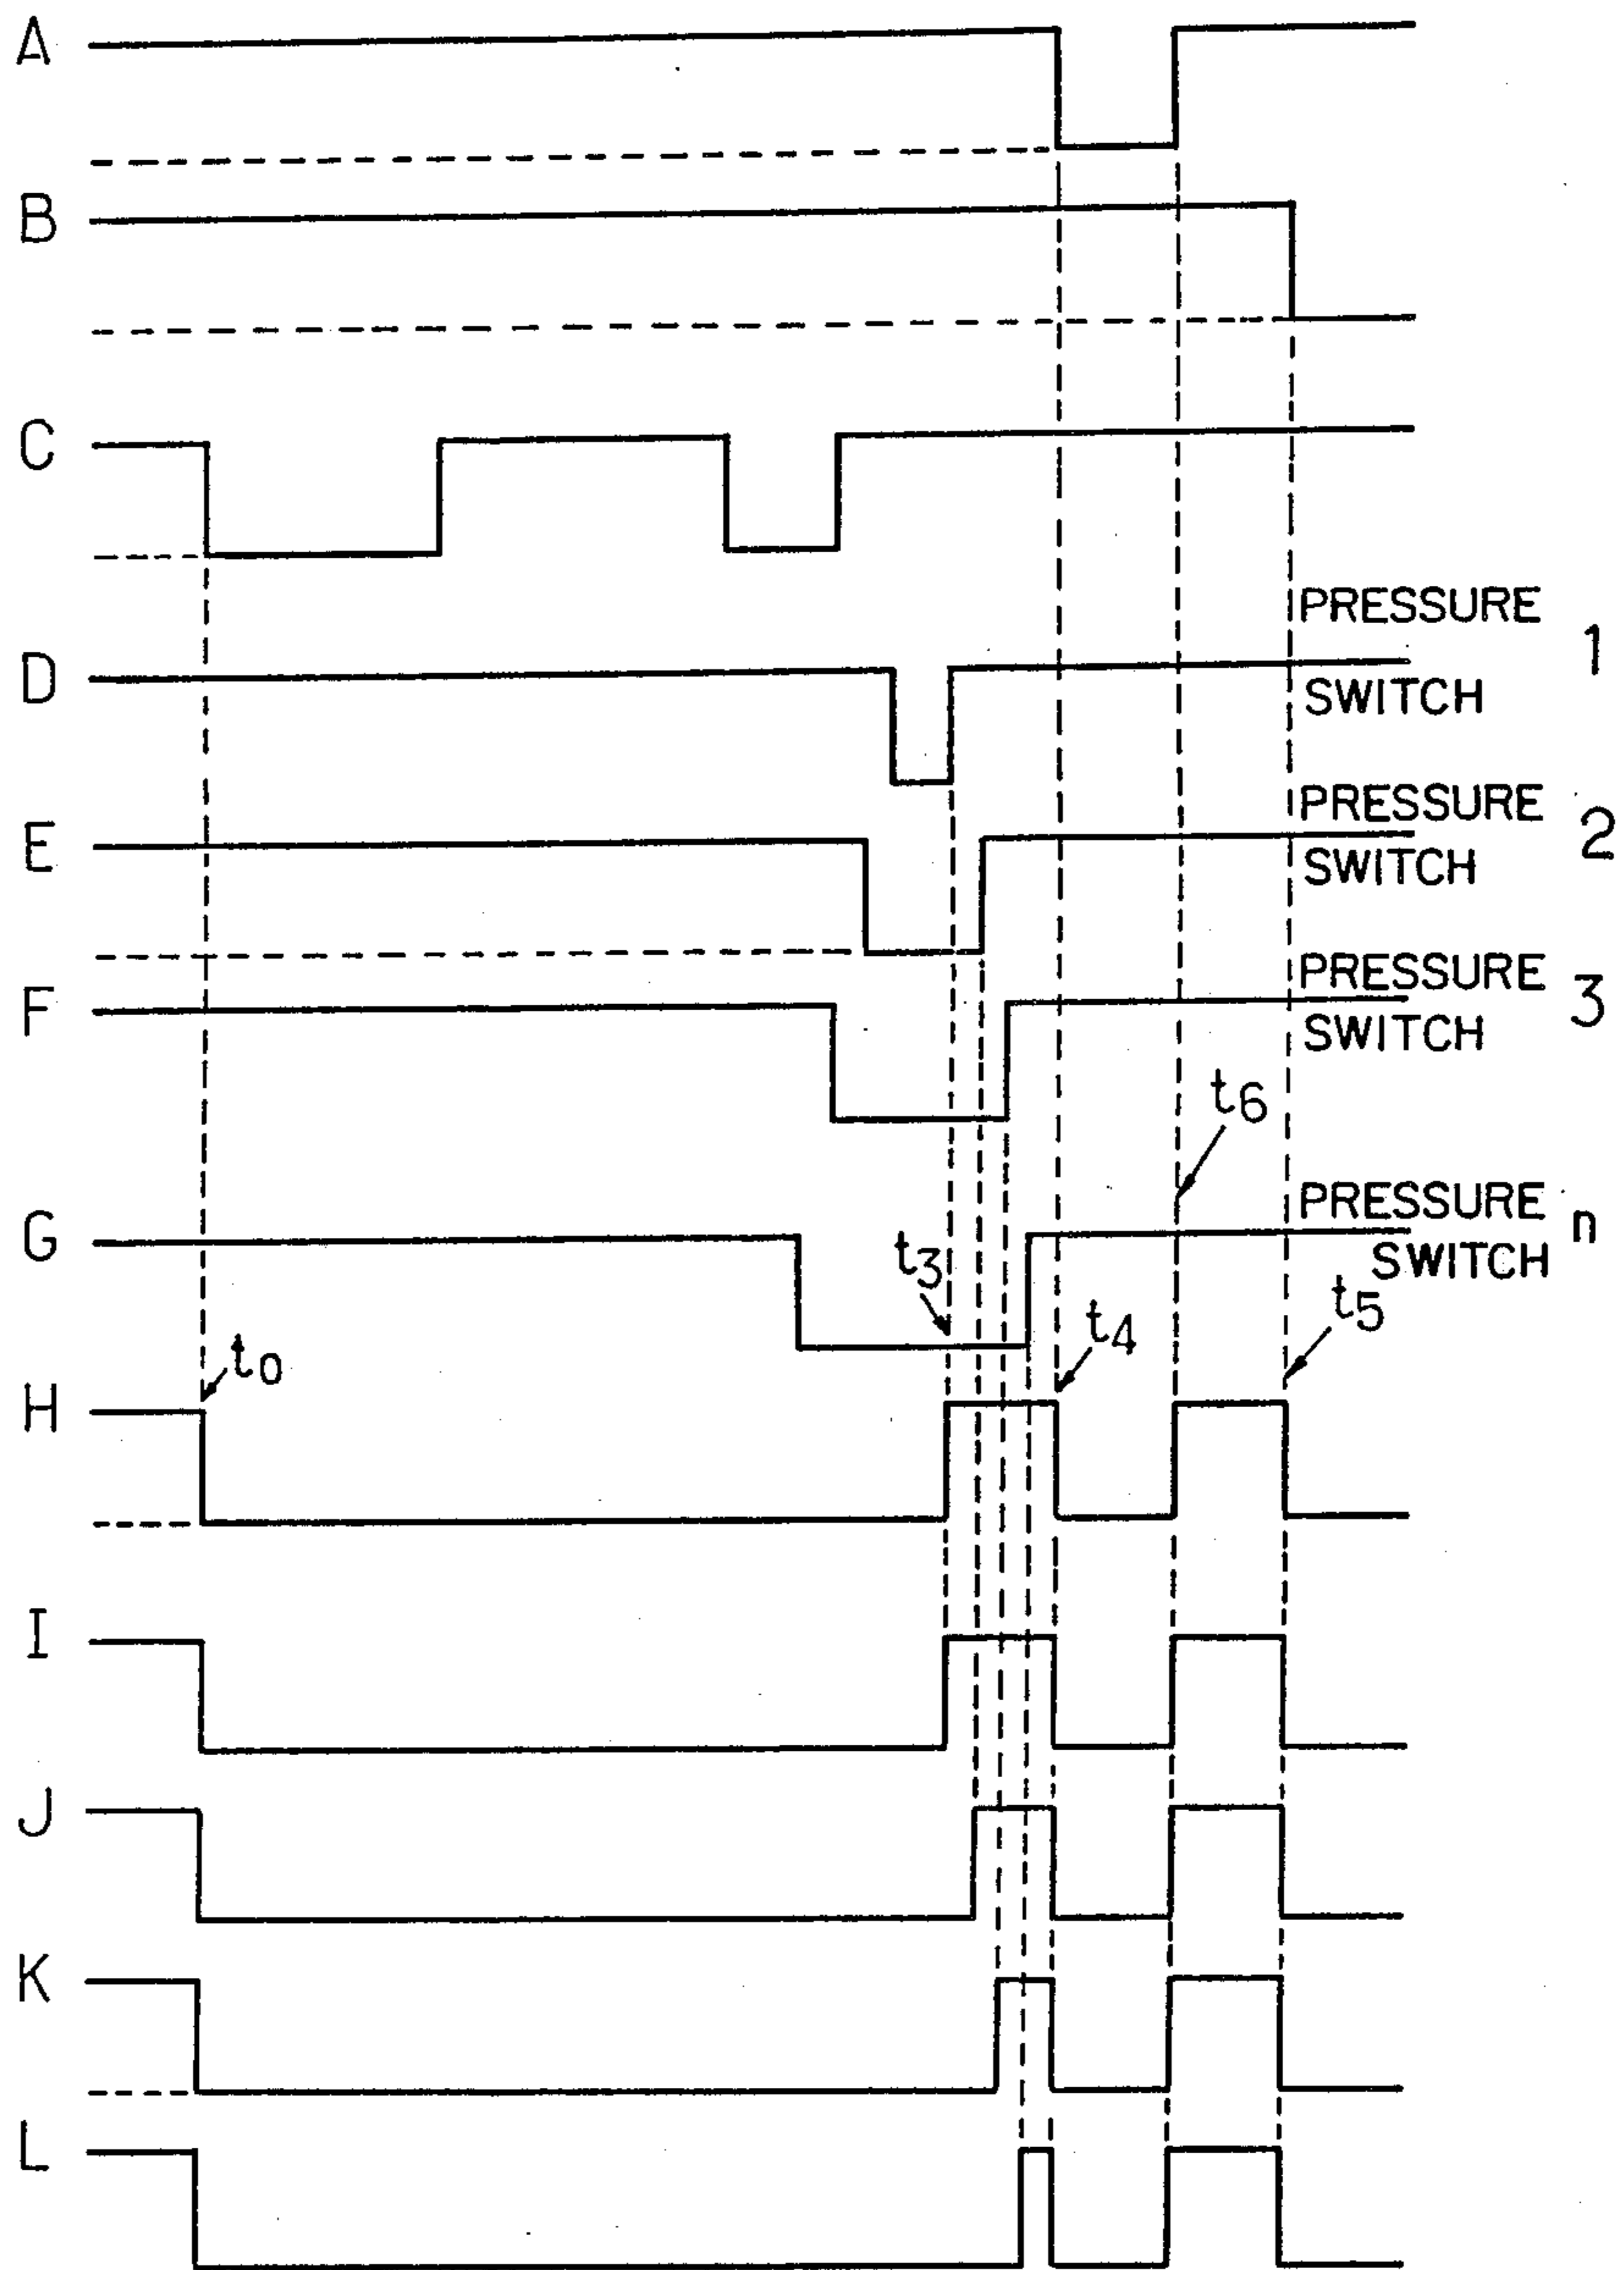 A
B
C
PRESSURE
1
D
SWITCH
PRESSURE
2
E
SWITCH
PRESSURE
3
F
SWITCH
t6
PRESSURE
n
G
SWITCH
t3
t5
t4
t0
H
I
J
K
L